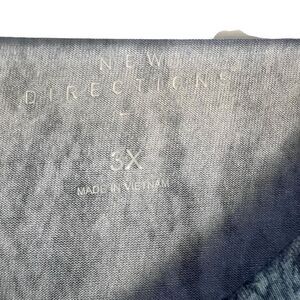 NEW
DIRECTIONS
3X
MADE IN VIETNAM